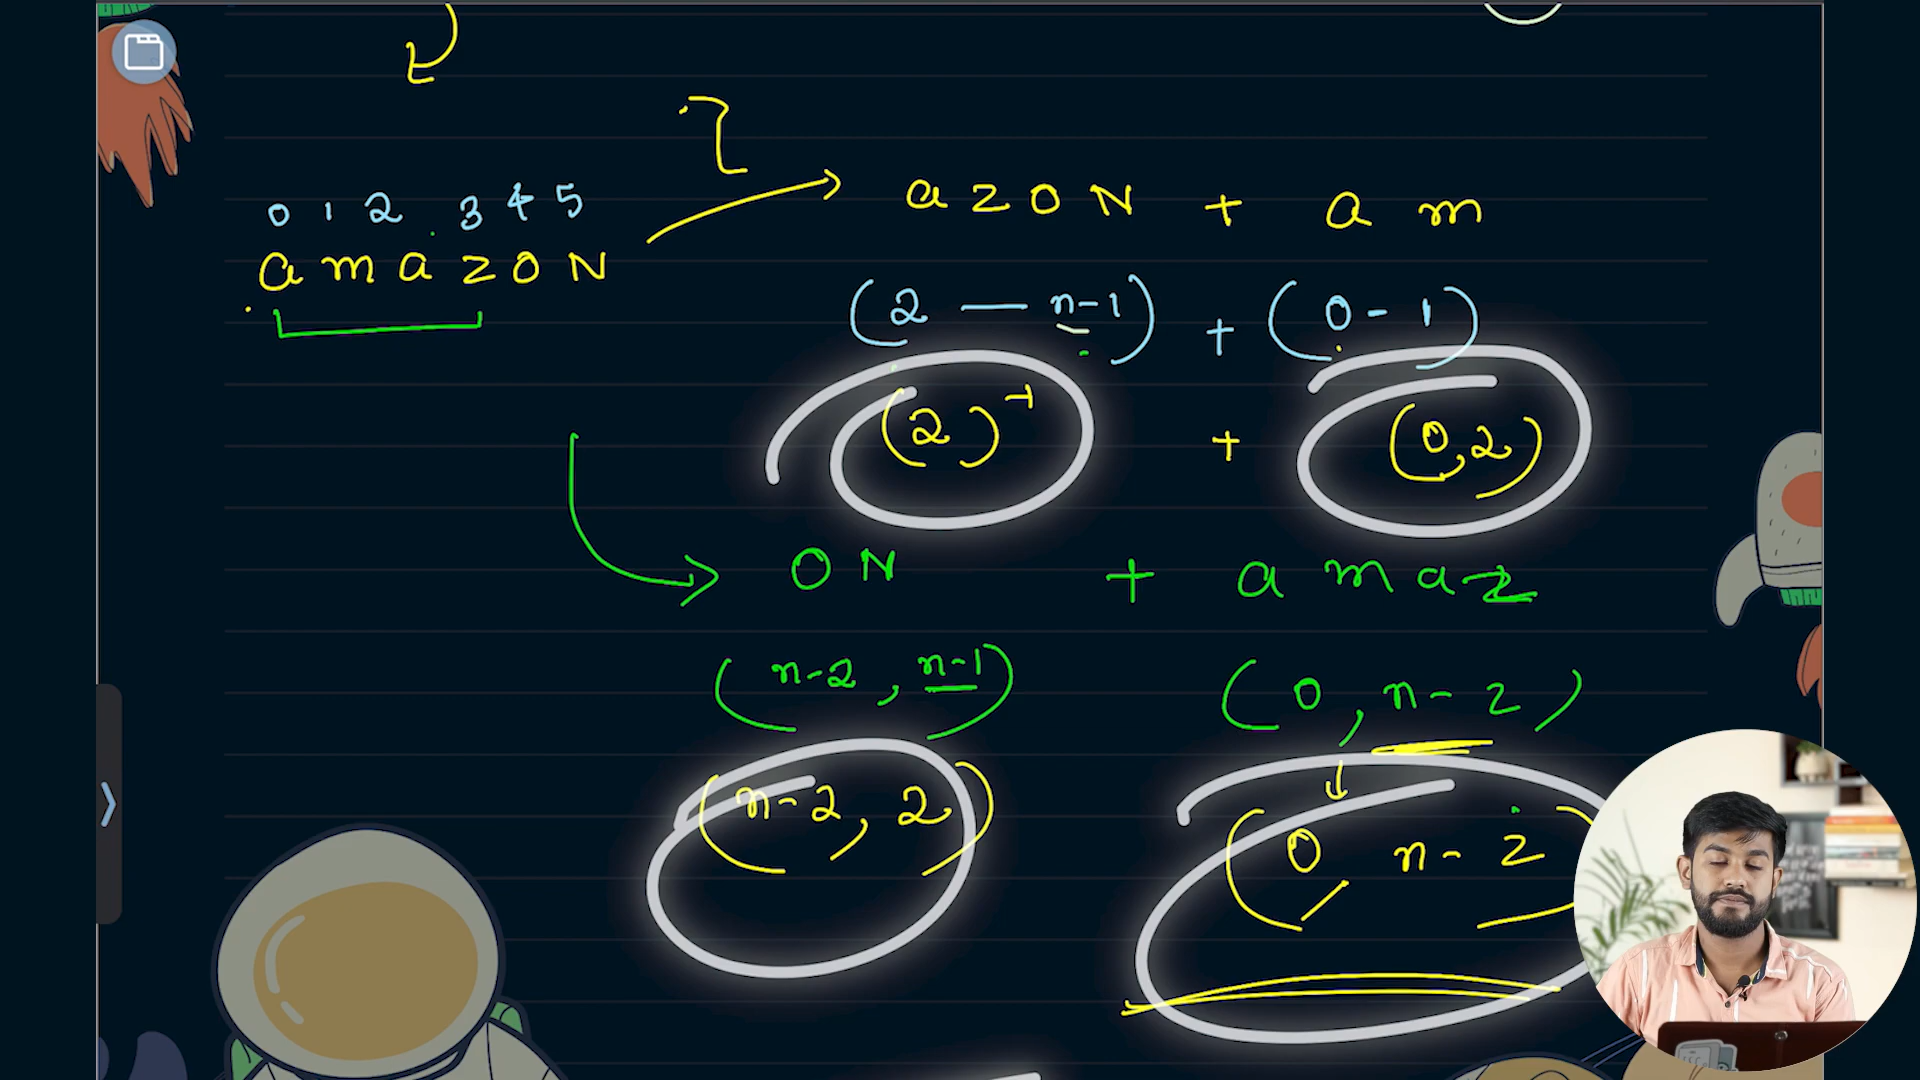 0 1 2 3 4 5
a m a z o N
a z o N + a m
(2 — n-1) + (0 - 1)
(2) + (0,2)
O N + a m a z
(n-2, n-1) (0, n-2)
(n-2, 2) (0, n-2